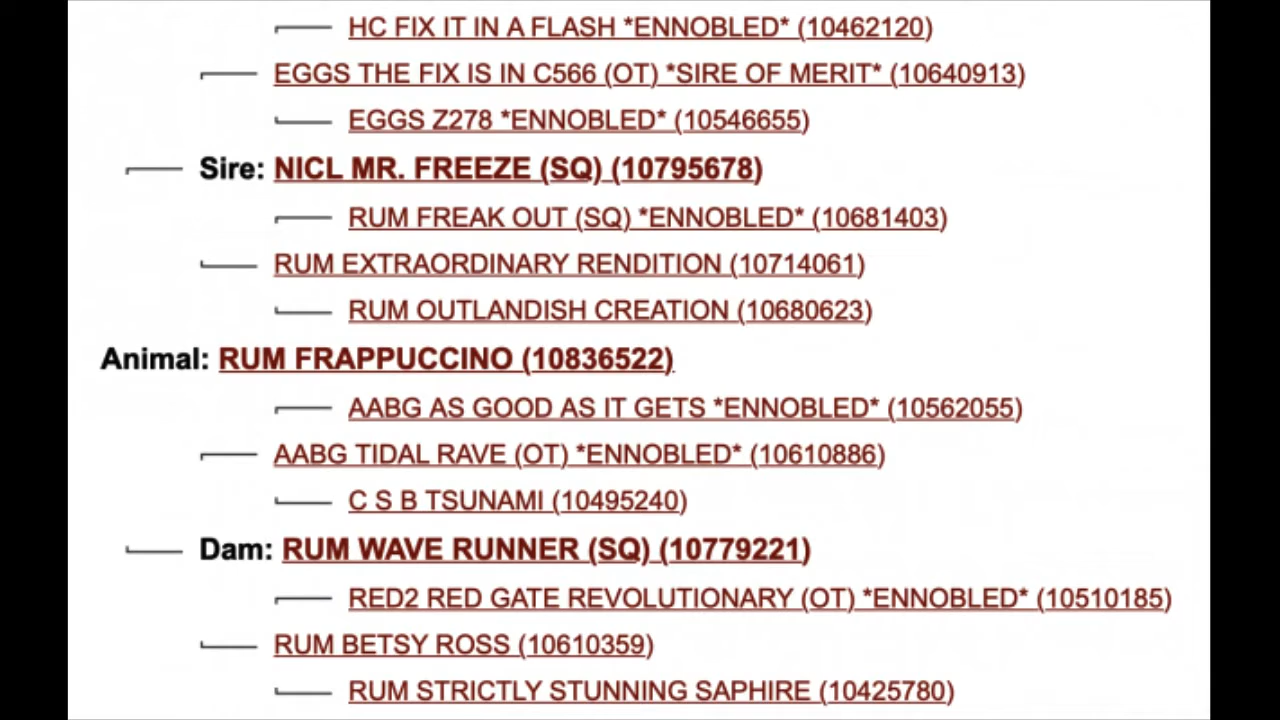 HC FIX IT IN A FLASH *ENNOBLED* (10462120)
EGGS THE FIX IS IN C566 (OT) *SIRE OF MERIT* (10640913)
EGGS Z278 *ENNOBLED* (10546655)
Sire: NICL MR. FREEZE (SQ) (10795678)
RUM FREAK OUT (SQ) *ENNOBLED* (10681403)
RUM EXTRAORDINARY RENDITION (10714061)
RUM OUTLANDISH CREATION (10680623)
Animal: RUM FRAPPUCCINO (10836522)
AABG AS GOOD AS IT GETS *ENNOBLED* (10562055)
AABG TIDAL RAVE (OT) *ENNOBLED* (10610886)
C S B TSUNAMI (10495240)
Dam: RUM WAVE RUNNER (SQ) (10779221)
RED2 RED GATE REVOLUTIONARY (OT) *ENNOBLED* (10510185)
RUM BETSY ROSS (10610359)
RUM STRICTLY STUNNING SAPHIRE (10425780)